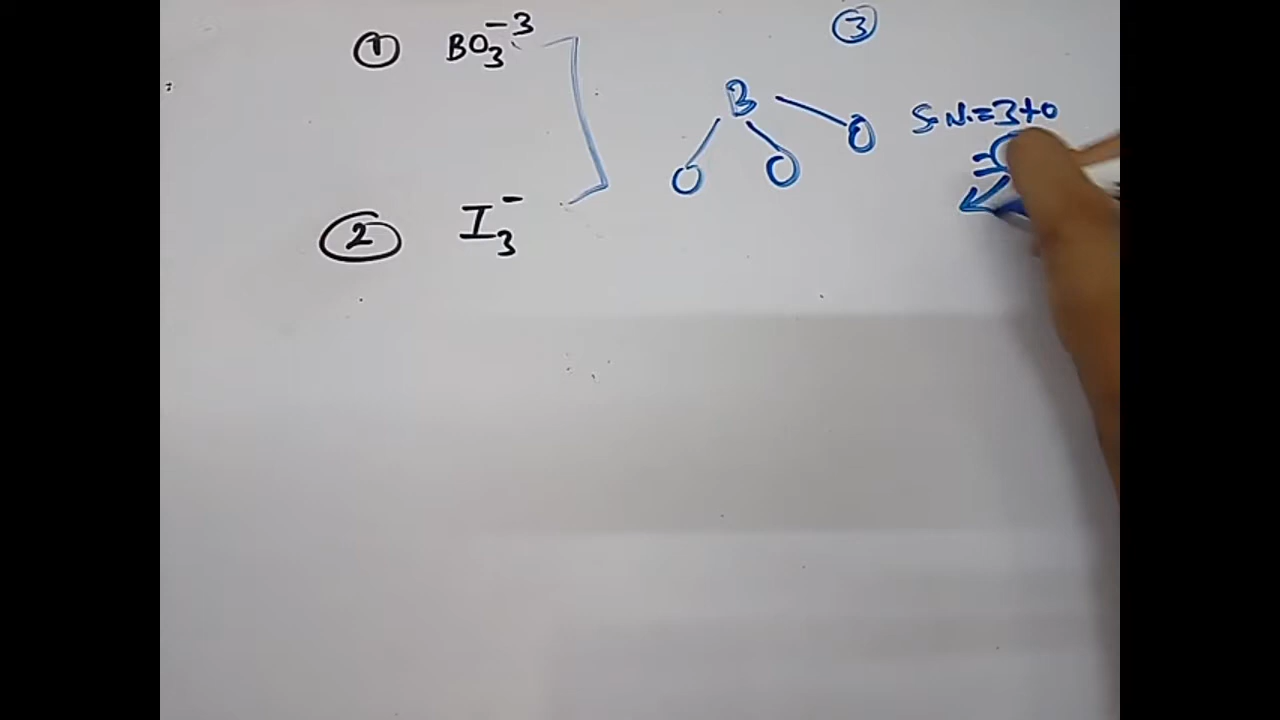 ① BO₃⁻³
③
B
O O O
S.N.=3+0
=
② I₃⁻